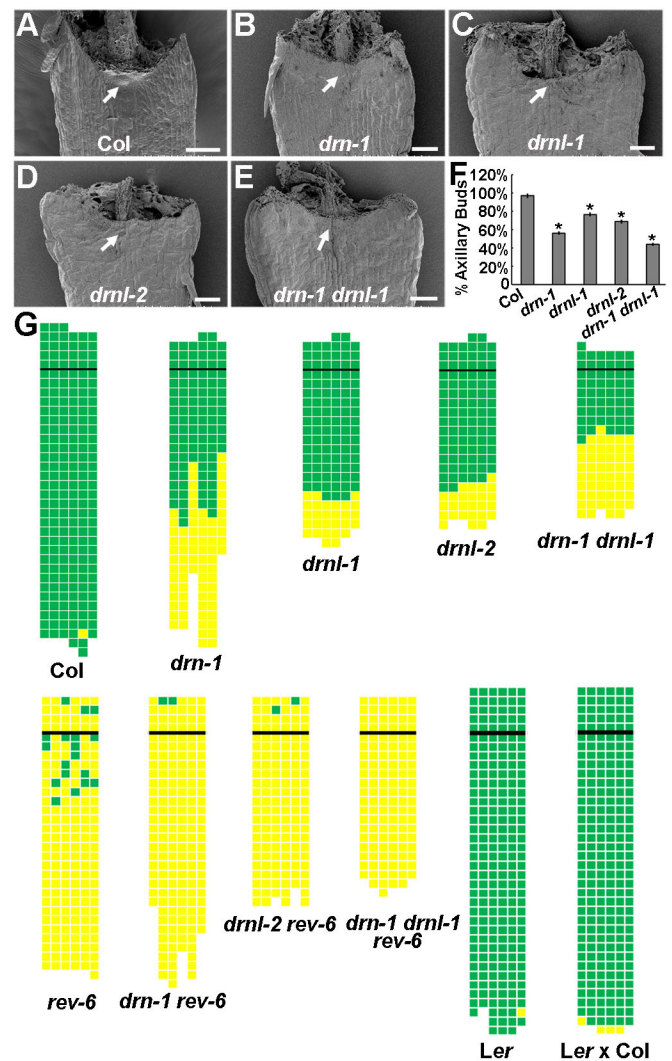 A
Col
B
drn-1
C
drnl-1
D
drnl-2
E
drn-1 drnl-1
F
% Axillary Buds
120%
100%
80%
60%
40%
20%
0%
*
*
*
*
Col
drn-1
drnl-1
drnl-2
drn-1 drnl-1
G
Col
drn-1
drnl-1
drnl-2
drn-1 drnl-1
rev-6
drn-1 rev-6
drnl-2 rev-6
drn-1 drnl-1
rev-6
Ler
Ler x Col